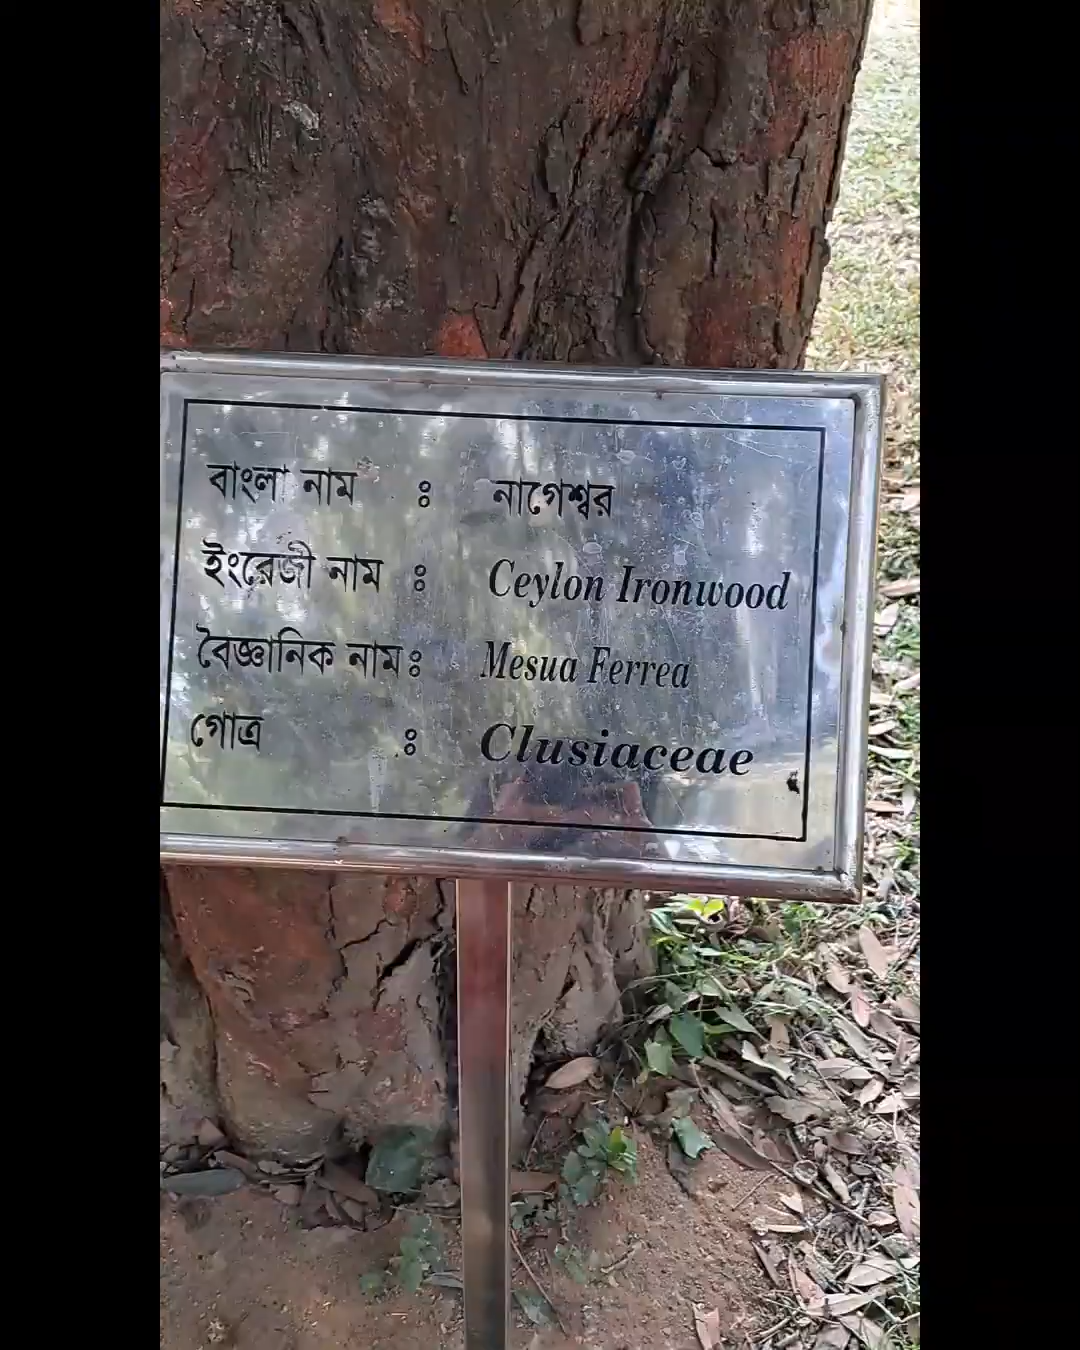 বাংলা নাম : নাগেশ্বর
ইংরেজী নাম : Ceylon Ironwood
বৈজ্ঞানিক নাম : Mesua Ferrea
গোত্র : Clusiaceae